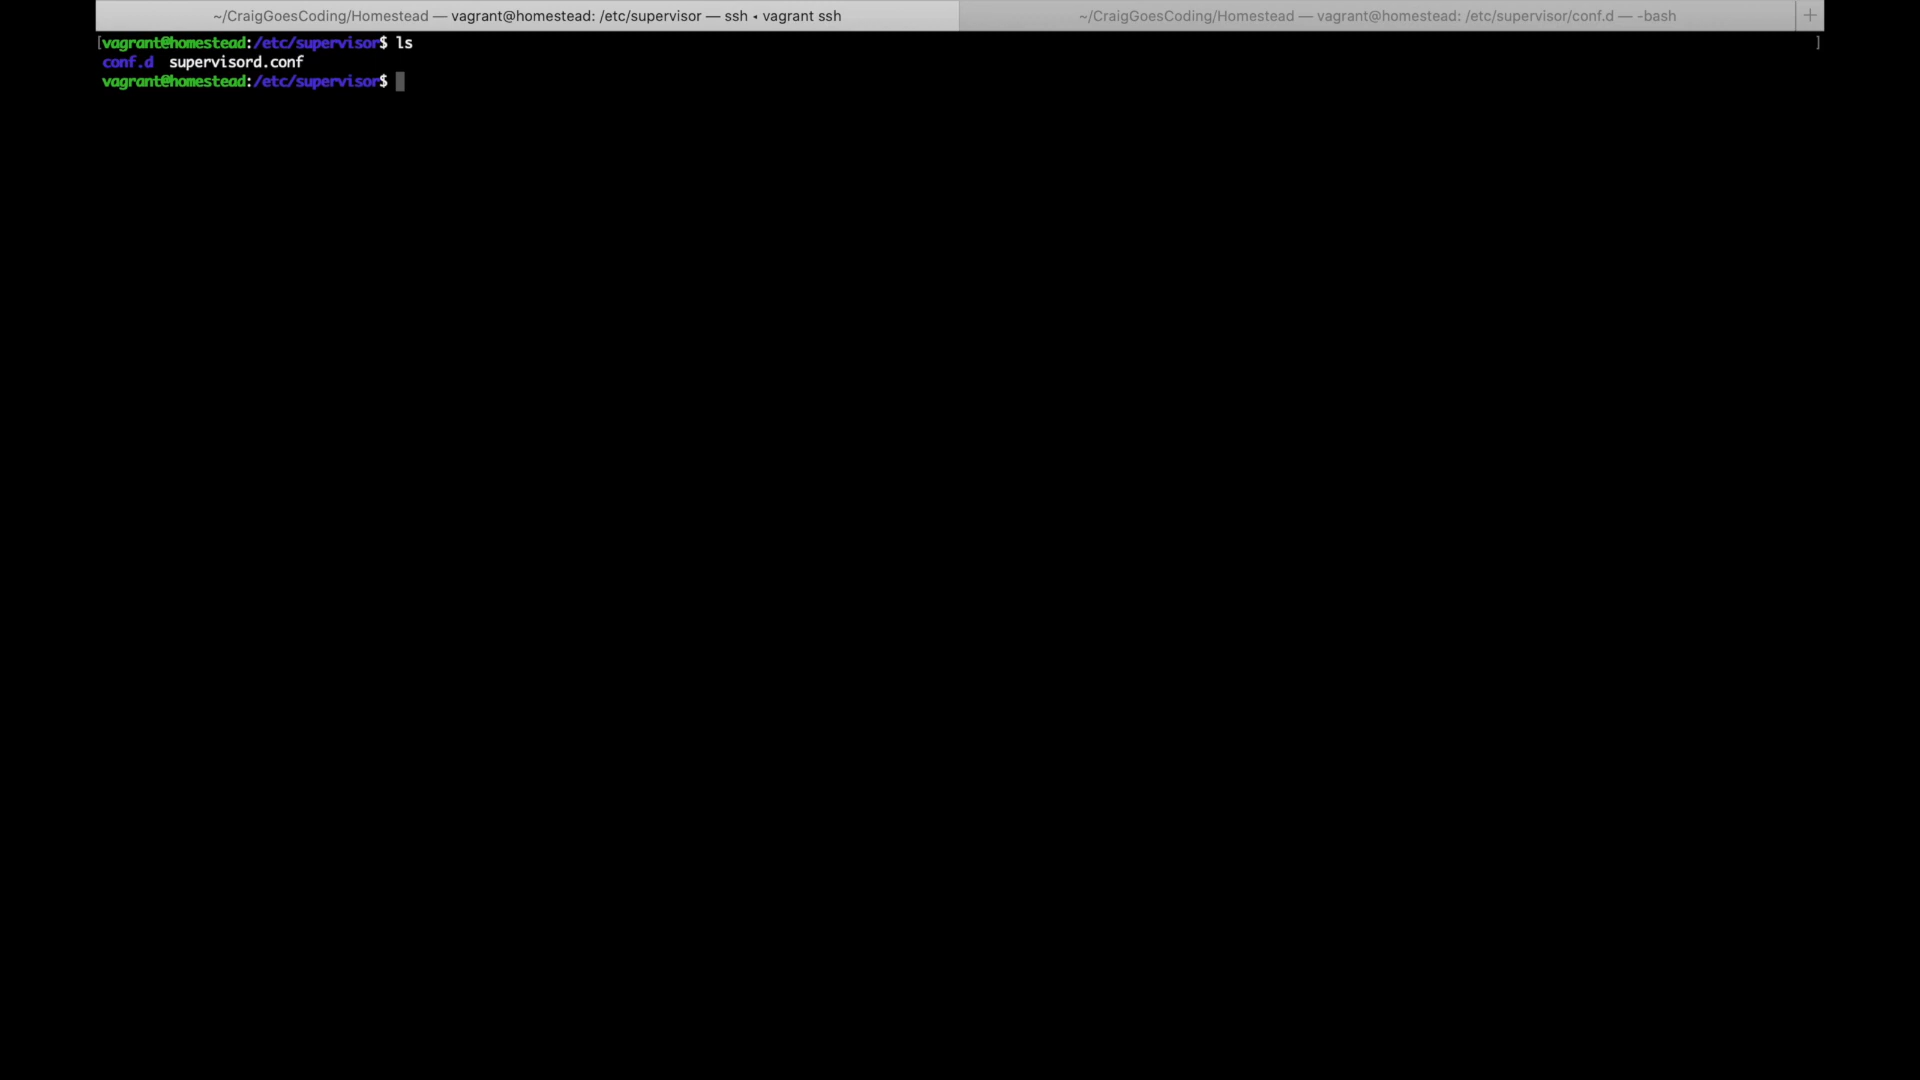 ~/CraigGoesCoding/Homestead — vagrant@homestead: /etc/supervisor — ssh ◂ vagrant ssh
~/CraigGoesCoding/Homestead — vagrant@homestead: /etc/supervisor/conf.d — -bash
+
[vagrant@homestead:/etc/supervisor$ ls ]
conf.d  supervisord.conf
vagrant@homestead:/etc/supervisor$